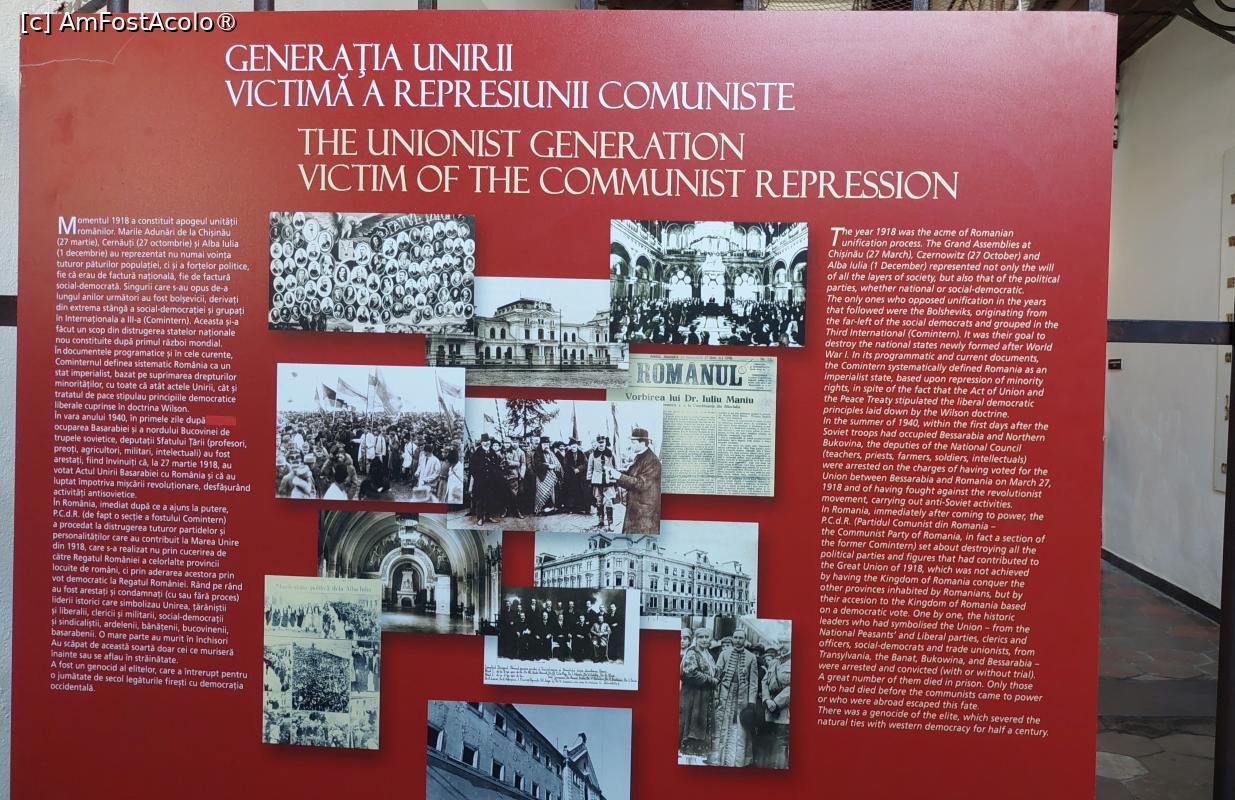 [c] AmFostAcolo®
GENERAŢIA UNIRII
VICTIMĂ A REPRESIUNII COMUNISTE
THE UNIONIST GENERATION
VICTIM OF THE COMMUNIST REPRESSION
Momentul 1918 a constituit apogeul unităţii
românilor. Marile Adunări de la Chişinău
(27 martie), Cernăuţi (27 octombrie) şi Alba Iulia
(1 decembrie) au reprezentat nu numai voinţa
tuturor păturilor populaţiei, ci şi a forţelor politice,
fie că erau de factură naţională, fie de factură
social-democrată. Singurii care s-au opus de-a
lungul anilor următori au fost bolşevicii, derivaţi
din extrema stângă a social-democraţiei şi grupaţi
în Internaţionala a III-a (Comintern). Aceasta şi-a
făcut un scop din distrugerea statelor naţionale
nou constituite după primul război mondial.
În documentele programatice şi în cele curente,
Cominternul definea sistematic România ca un
stat imperialist, bazat pe suprimarea drepturilor
minorităţilor, cu toate că atât actele Unirii, cât şi
tratatul de pace stipulau principiile democratice
liberale cuprinse în doctrina Wilson.
În vara anului 1940, în primele zile după
ocuparea Basarabiei şi a nordului Bucovinei de
trupele sovietice, deputaţii Sfatului Ţării (profesori,
preoţi, agricultori, militari, intelectuali) au fost
arestaţi, fiind învinuiţi că, la 27 martie 1918, au
votat Actul Unirii Basarabiei cu România şi că au
luptat împotriva mişcării revoluţionare, desfăşurând
activităţi antisovietice.
În România, imediat după ce a ajuns la putere,
P.C.d.R. (de fapt o secţie a fostului Comintern)
a procedat la distrugerea tuturor partidelor şi
personalităţilor care au contribuit la Marea Unire
din 1918, care s-a realizat nu prin cucerirea de
către Regatul României a celorlalte provincii
locuite de români, ci prin aderarea acestora prin
vot democratic la Regatul României. Rând pe rând
au fost arestaţi şi condamnaţi (cu sau fără proces)
liderii istorici care simbolizau Unirea, ţărăniştii
şi liberalii, clericii şi militarii, social-democraţii
şi sindicaliştii, ardelenii, bănăţenii, bucovinenii,
basarabenii. O mare parte au murit în închisori
Au scăpat de această soartă doar cei ce muriseră
înainte sau se aflau în străinătate.
A fost un genocid al elitelor, care a întrerupt pentru
o jumătate de secol legăturile fireşti cu democraţia
occidentală.
ROMANUL
Vorbirea lui Dr. Iuliu Maniu
The year 1918 was the acme of Romanian
unification process. The Grand Assemblies at
Chişinău (27 March), Czernowitz (27 October) and
Alba Iulia (1 December) represented not only the will
of all the layers of society, but also that of the political
parties, whether national or social-democratic.
The only ones who opposed unification in the years
that followed were the Bolsheviks, originating from
the far-left of the social democrats and grouped in the
Third International (Comintern). It was their goal to
destroy the national states newly formed after World
War I. In its programmatic and current documents,
the Comintern systematically defined Romania as an
imperialist state, based upon repression of minority
rights, in spite of the fact that the Act of Union and
the Peace Treaty stipulated the liberal democratic
principles laid down by the Wilson doctrine.
In the summer of 1940, within the first days after the
Soviet troops had occupied Bessarabia and Northern
Bukovina, the deputies of the National Council
(teachers, priests, farmers, soldiers, intellectuals)
were arrested on the charges of having voted for the
Union between Bessarabia and Romania on March 27,
1918 and of having fought against the revolutionist
movement, carrying out anti-Soviet activities.
In Romania, immediately after coming to power, the
P.C.d.R. (Partidul Comunist din Romania –
the Communist Party of Romania, in fact a section of
the former Comintern) set about destroying all the
political parties and figures that had contributed to
the Great Union of 1918, which was not achieved
by having the Kingdom of Romania conquer the
other provinces inhabited by Romanians, but by
their accesion to the Kingdom of Romania based
on a democratic vote. One by one, the historic
leaders who had symbolised the Union – from the
National Peasants' and Liberal parties, clerics and
officers, social-democrats and trade unionists, from
Transylvania, the Banat, Bukowina, and Bessarabia –
were arrested and convicted (with or without trial).
A great number of them died in prison. Only those
who had died before the communists came to power
or who were abroad escaped this fate.
There was a genocide of the elite, which severed the
natural ties with western democracy for half a century.